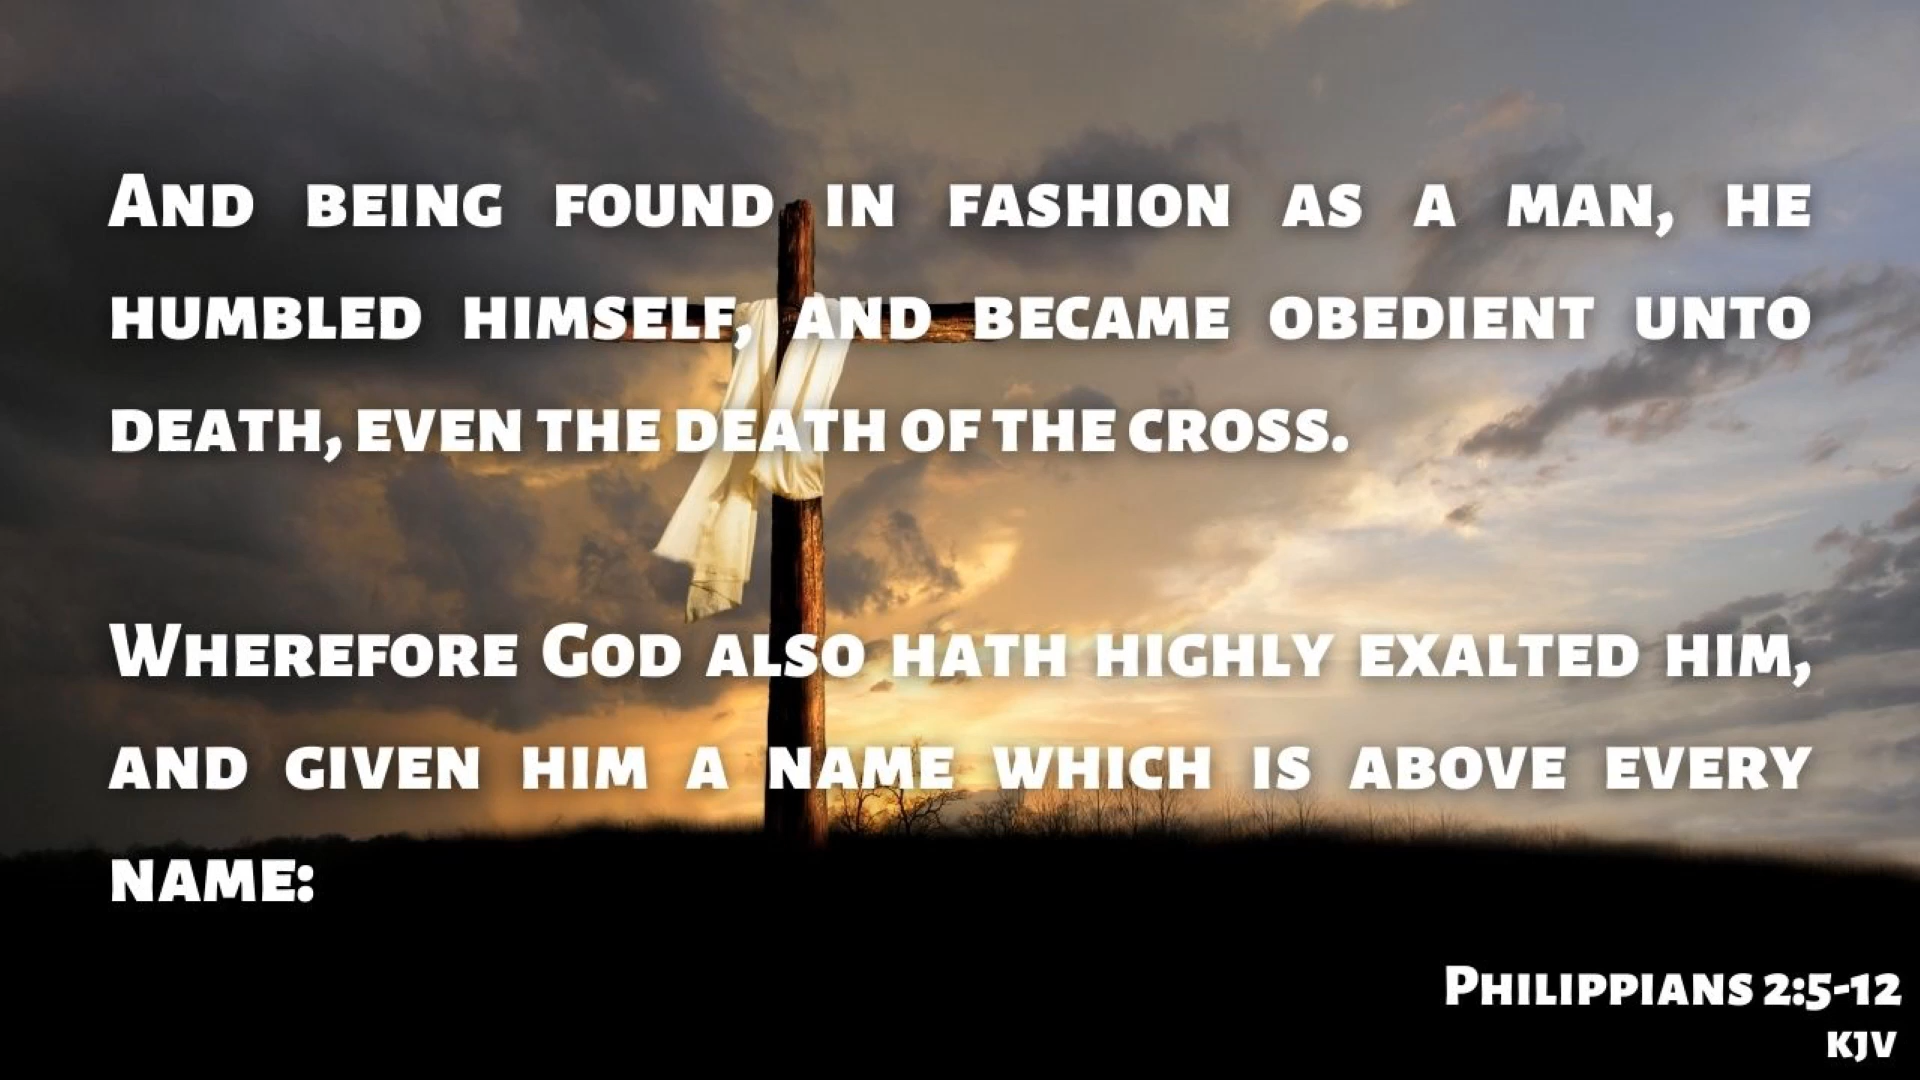 And being found in fashion as a man, he
humbled himself, and became obedient unto
death, even the death of the cross.
Wherefore God also hath highly exalted him,
and given him a name which is above every
name:
Philippians 2:5-12
KJV